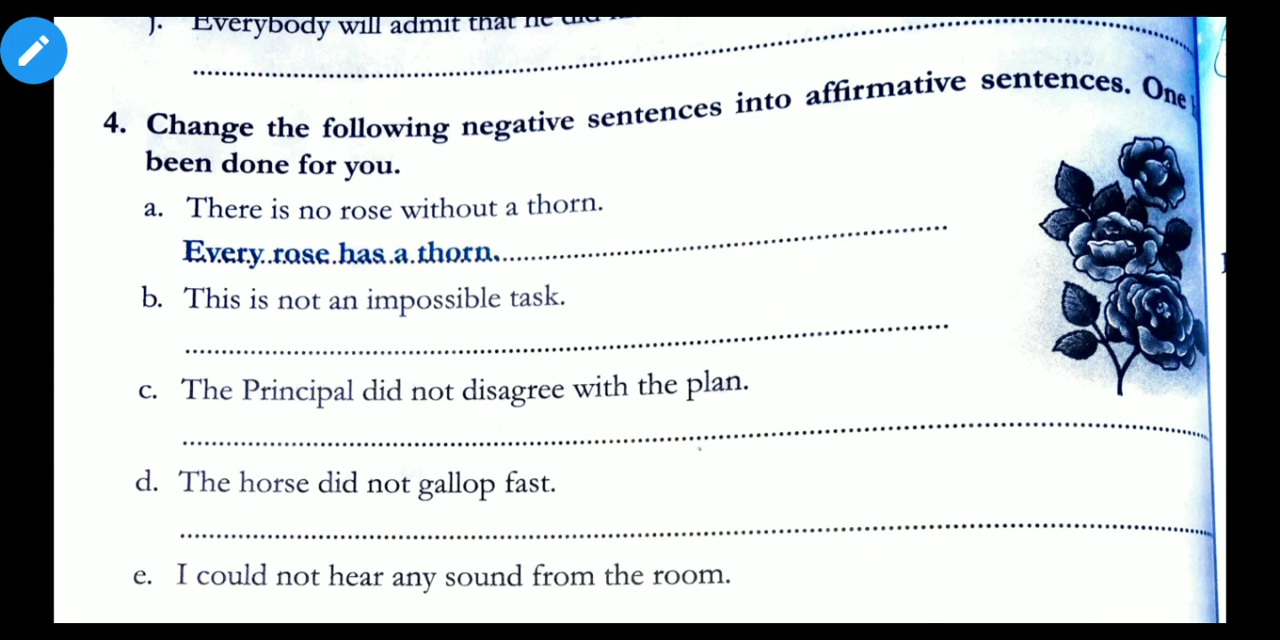 J. Everybody will admit that he did
4. Change the following negative sentences into affirmative sentences. One
been done for you.
a. There is no rose without a thorn.
Every rose has a thorn.
b. This is not an impossible task.
c. The Principal did not disagree with the plan.
d. The horse did not gallop fast.
e. I could not hear any sound from the room.